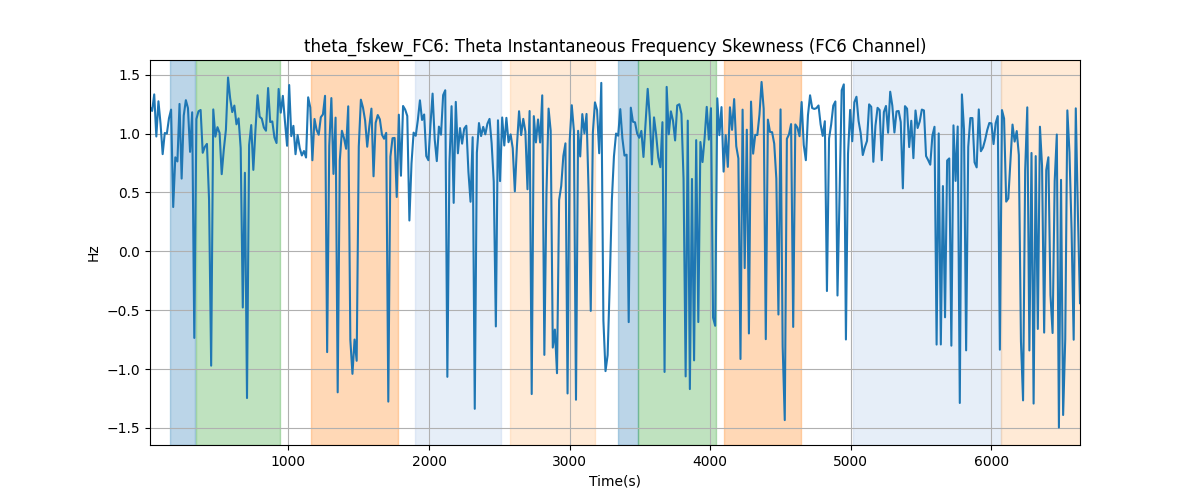 theta_fskew_FC6: Theta Instantaneous Frequency Skewness (FC6 Channel)
1.5
1.0
0.5
0.0
−0.5
−1.0
−1.5
Hz
1000 2000 3000 4000 5000 6000
Time(s)